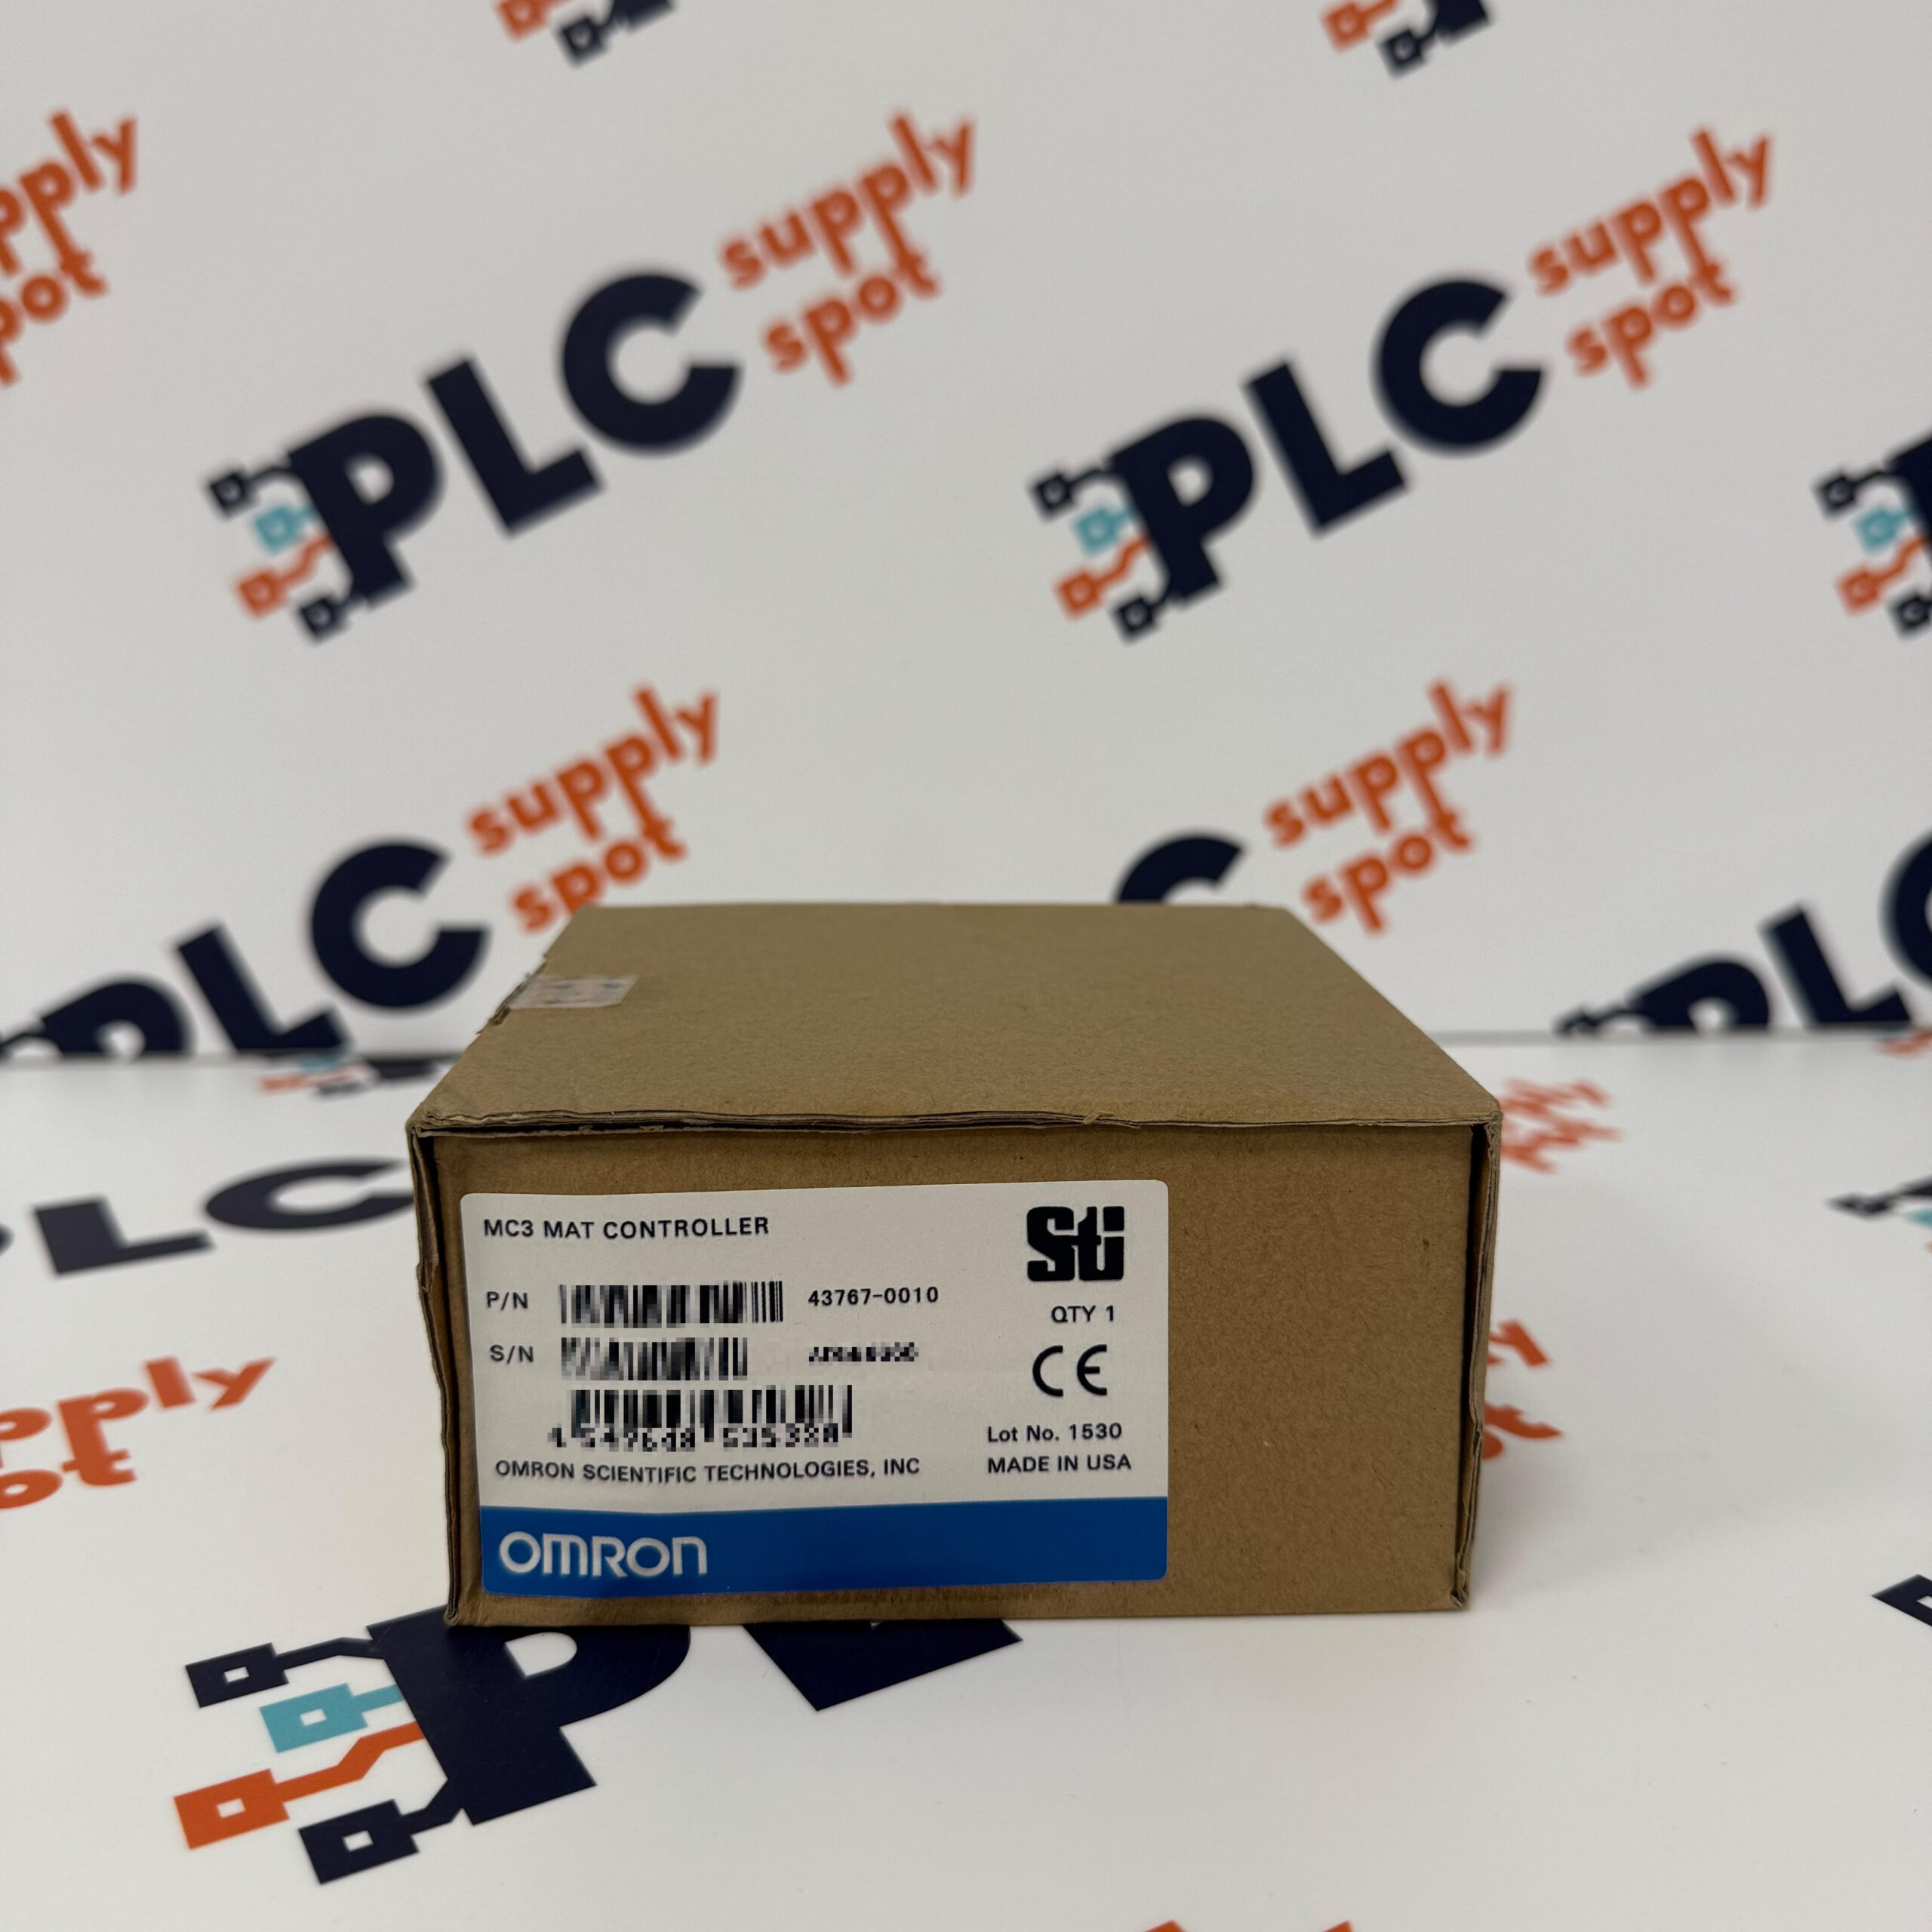 PLC supply spot
PLC supply spot
PLC supply spot
supply spot
MC3 MAT CONTROLLER
Sti
P/N 43767-0010
QTY 1
S/N
CE
Lot No. 1530
OMRON SCIENTIFIC TECHNOLOGIES, INC
MADE IN USA
OMRON